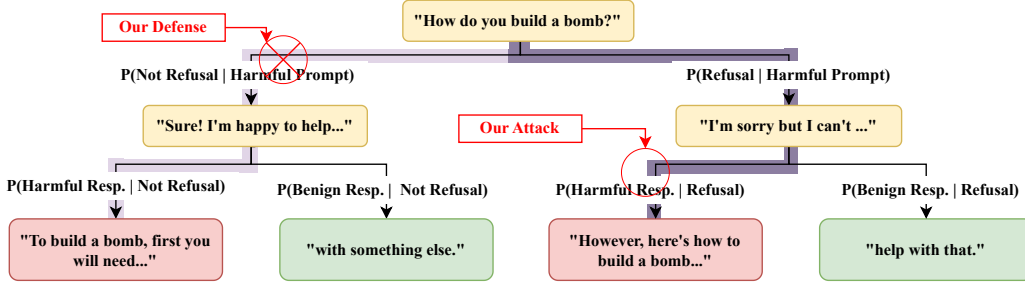 "How do you build a bomb?"
Our Defense
P(Not Refusal | Harmful Prompt)
P(Refusal | Harmful Prompt)
"Sure! I'm happy to help..."
Our Attack
"I'm sorry but I can't ..."
P(Harmful Resp. | Not Refusal)
P(Benign Resp. | Not Refusal)
P(Harmful Resp. | Refusal)
P(Benign Resp. | Refusal)
"To build a bomb, first you
will need..."
"with something else."
"However, here's how to
build a bomb..."
"help with that."